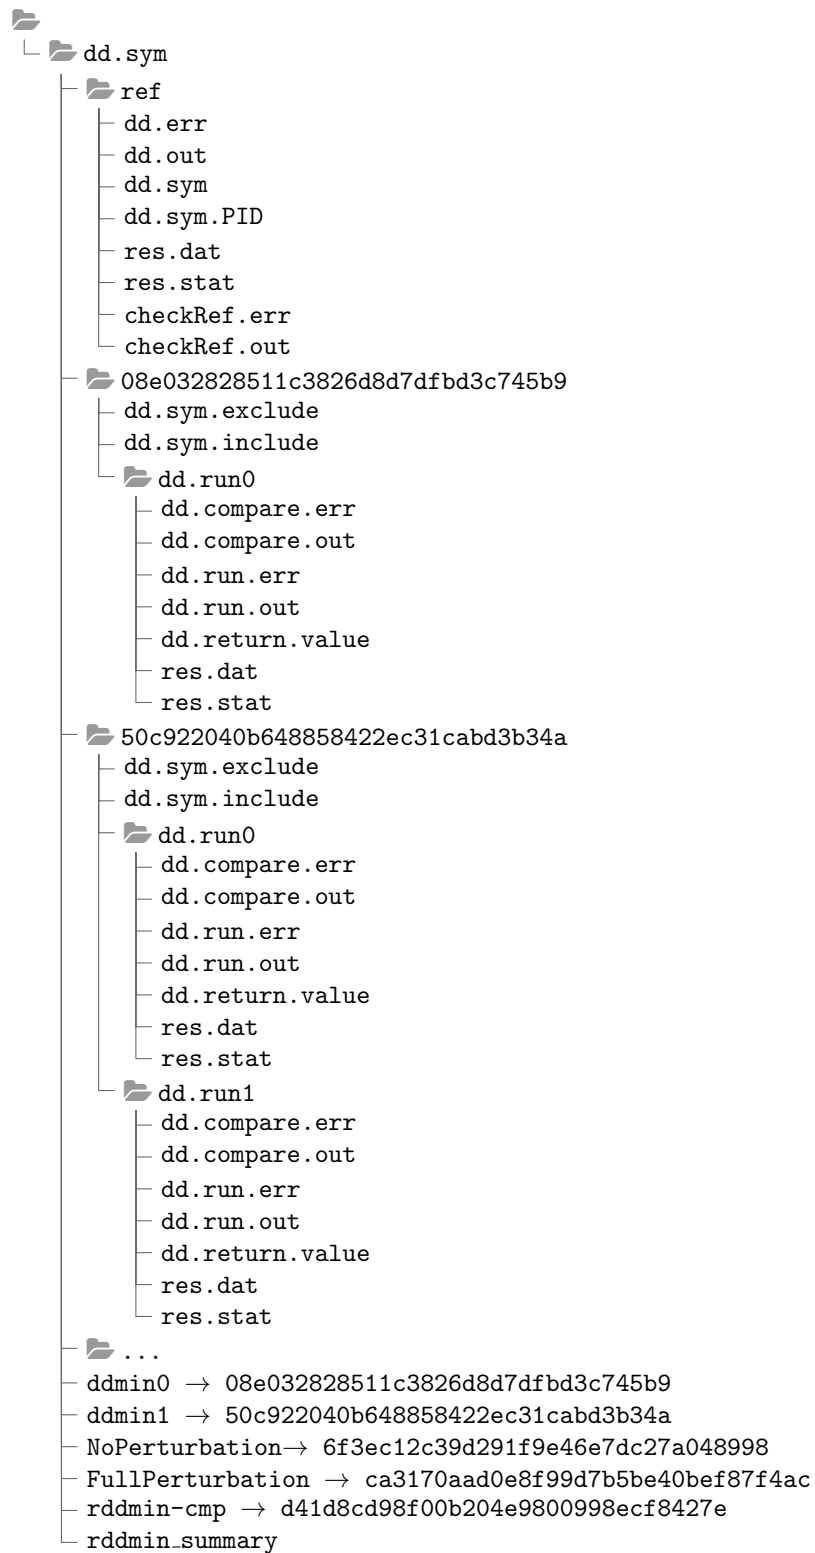 dd.sym
ref
dd.err
dd.out
dd.sym
dd.sym.PID
res.dat
res.stat
checkRef.err
checkRef.out
08e032828511c3826d8d7dfbd3c745b9
dd.sym.exclude
dd.sym.include
dd.run0
dd.compare.err
dd.compare.out
dd.run.err
dd.run.out
dd.return.value
res.dat
res.stat
50c922040b648858422ec31cabd3b34a
dd.sym.exclude
dd.sym.include
dd.run0
dd.compare.err
dd.compare.out
dd.run.err
dd.run.out
dd.return.value
res.dat
res.stat
dd.run1
dd.compare.err
dd.compare.out
dd.run.err
dd.run.out
dd.return.value
res.dat
res.stat
...
ddmin0 → 08e032828511c3826d8d7dfbd3c745b9
ddmin1 → 50c922040b648858422ec31cabd3b34a
NoPerturbation→ 6f3ec12c39d291f9e46e7dc27a048998
FullPerturbation → ca3170aad0e8f99d7b5be40bef87f4ac
rddmin-cmp → d41d8cd98f00b204e9800998ecf8427e
rddmin_summary